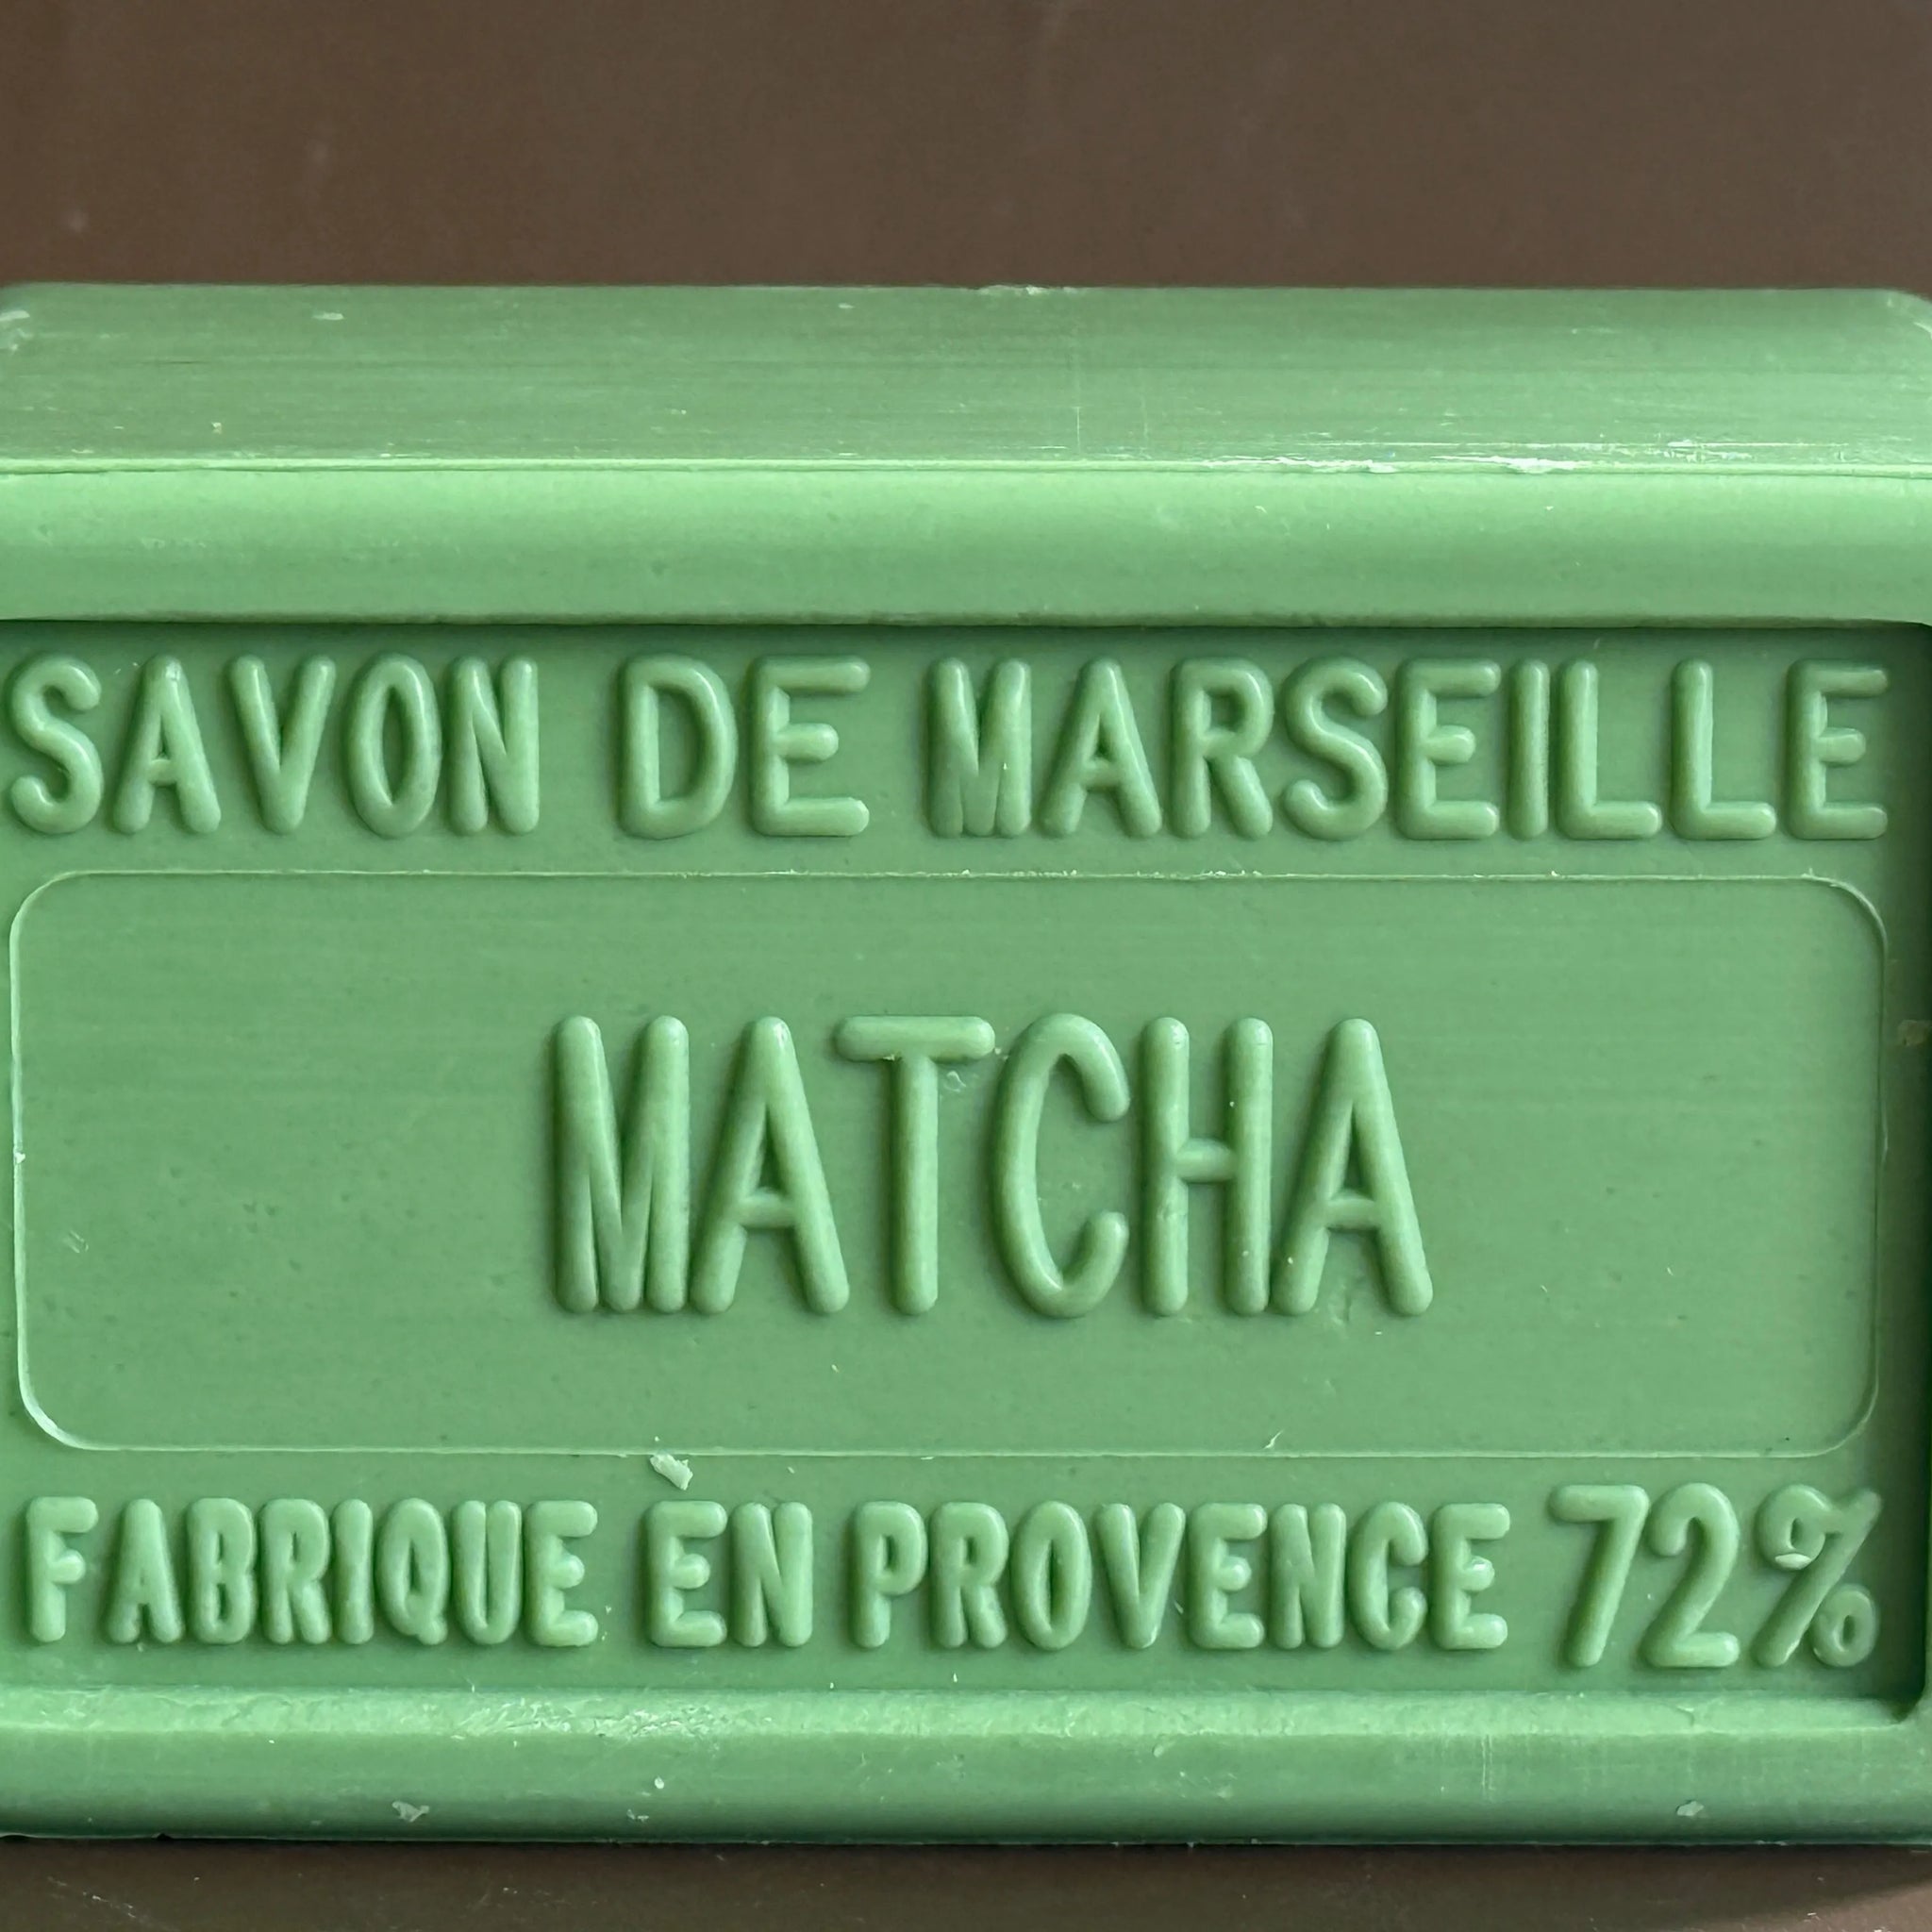 SAVON DE MARSEILLE
MATCHA
FABRIQUE EN PROVENCE 72%